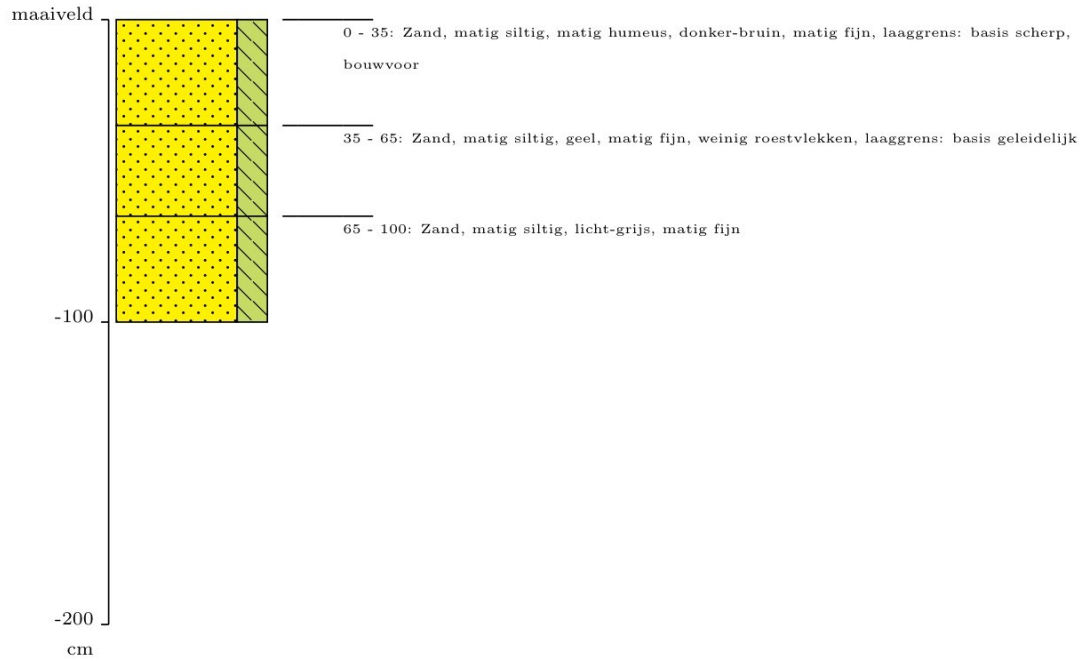 maaiveld
0 - 35: Zand, matig siltig, matig humeus, donker-bruin, matig fijn, laaggrens: basis scherp,
bouwvoor
35 - 65: Zand, matig siltig, geel, matig fijn, weinig roestvlekken, laaggrens: basis geleidelijk
65 - 100: Zand, matig siltig, licht-grijs, matig fijn
-100
-200
cm